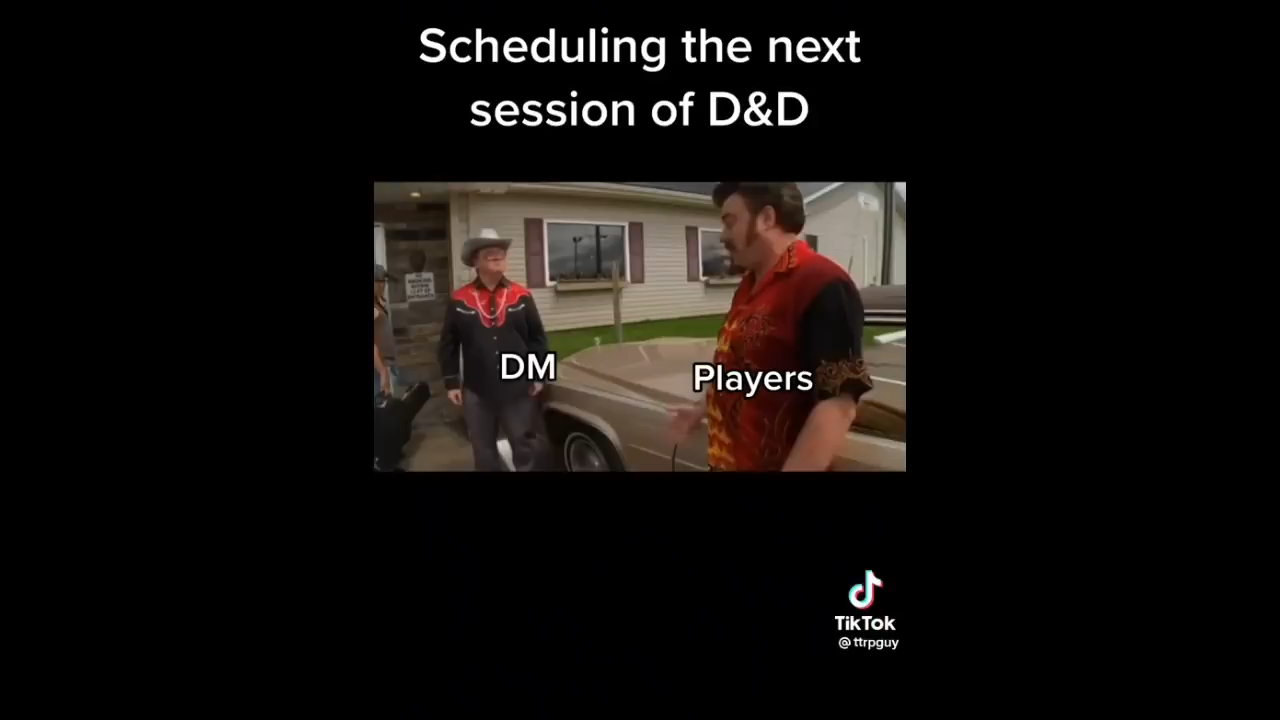 Scheduling the next
session of D&D
DM
Players
TikTok
@ttrpguy